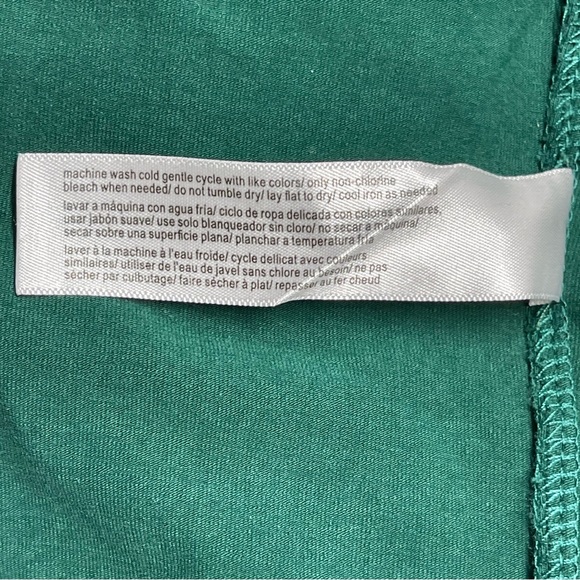 machine wash cold gentle cycle with like colors/ only non-chlorine
bleach when needed/ do not tumble dry/ lay flat to dry/ cool iron as needed
lavar a máquina con agua fría/ ciclo de ropa delicada con colores similares,
usar jabón suave/ use solo blanqueador sin cloro/ no secar a maquina/
secar sobre una superficie plana/ planchar a temperatura fría
laver à la machine à l'eau froide/ cycle dellicat avec couleurs
similaires/ utiliser de l'eau de javel sans chlore au besoin/ ne pas
sécher par culbutage/ faire sécher à plat/ repasser au fer cheud